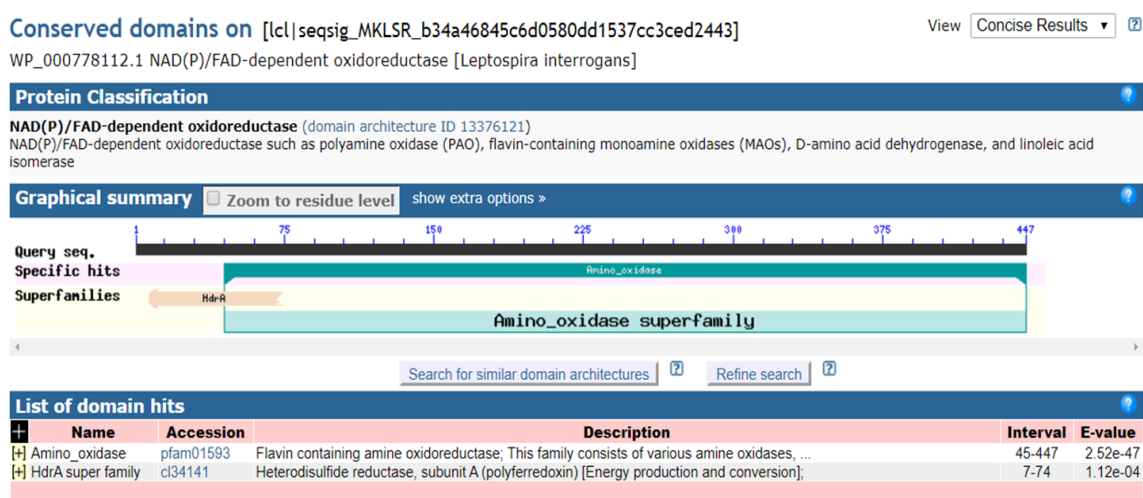 Conserved domains on [lcl|seqsig_MKLSR_b34a46845c6d0580dd1537cc3ced2443]
View Concise Results ▼ ?
WP_000778112.1 NAD(P)/FAD-dependent oxidoreductase [Leptospira interrogans]
Protein Classification ?
NAD(P)/FAD-dependent oxidoreductase (domain architecture ID 13376121)
NAD(P)/FAD-dependent oxidoreductase such as polyamine oxidase (PAO), flavin-containing monoamine oxidases (MAOs), D-amino acid dehydrogenase, and linoleic acid
isomerase
Graphical summary Zoom to residue level show extra options » ?
1 75 150 225 300 375 447
Query seq.
Specific hits Amino_oxidase
Superfamilies HdrA
Amino_oxidase superfamily
Search for similar domain architectures ? Refine search ?
List of domain hits ?
+ Name Accession Description Interval E-value
[+] Amino_oxidase pfam01593 Flavin containing amine oxidoreductase; This family consists of various amine oxidases, ... 45-447 2.52e-47
[+] HdrA super family cl34141 Heterodisulfide reductase, subunit A (polyferredoxin) [Energy production and conversion]; 7-74 1.12e-04